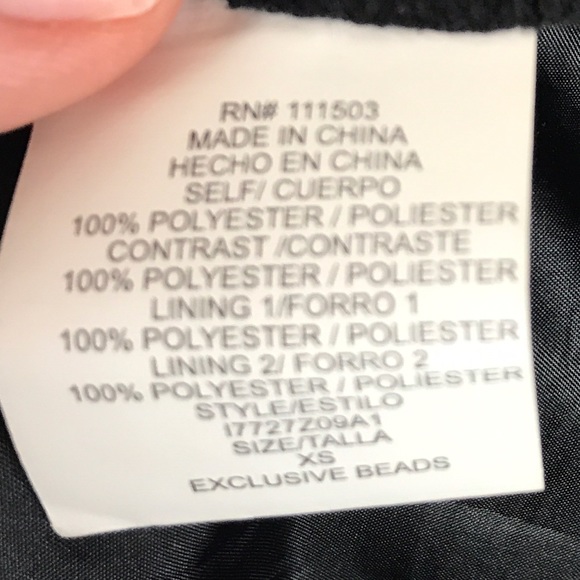 RN# 111503
MADE IN CHINA
HECHO EN CHINA
SELF/ CUERPO
100% POLYESTER / POLIESTER
CONTRAST /CONTRASTE
100% POLYESTER / POLIESTER
LINING 1/FORRO 1
100% POLYESTER / POLIESTER
LINING 2/ FORRO 2
100% POLYESTER / POLIESTER
STYLE/ESTILO
I7727Z09A1
SIZE/TALLA
XS
EXCLUSIVE BEADS